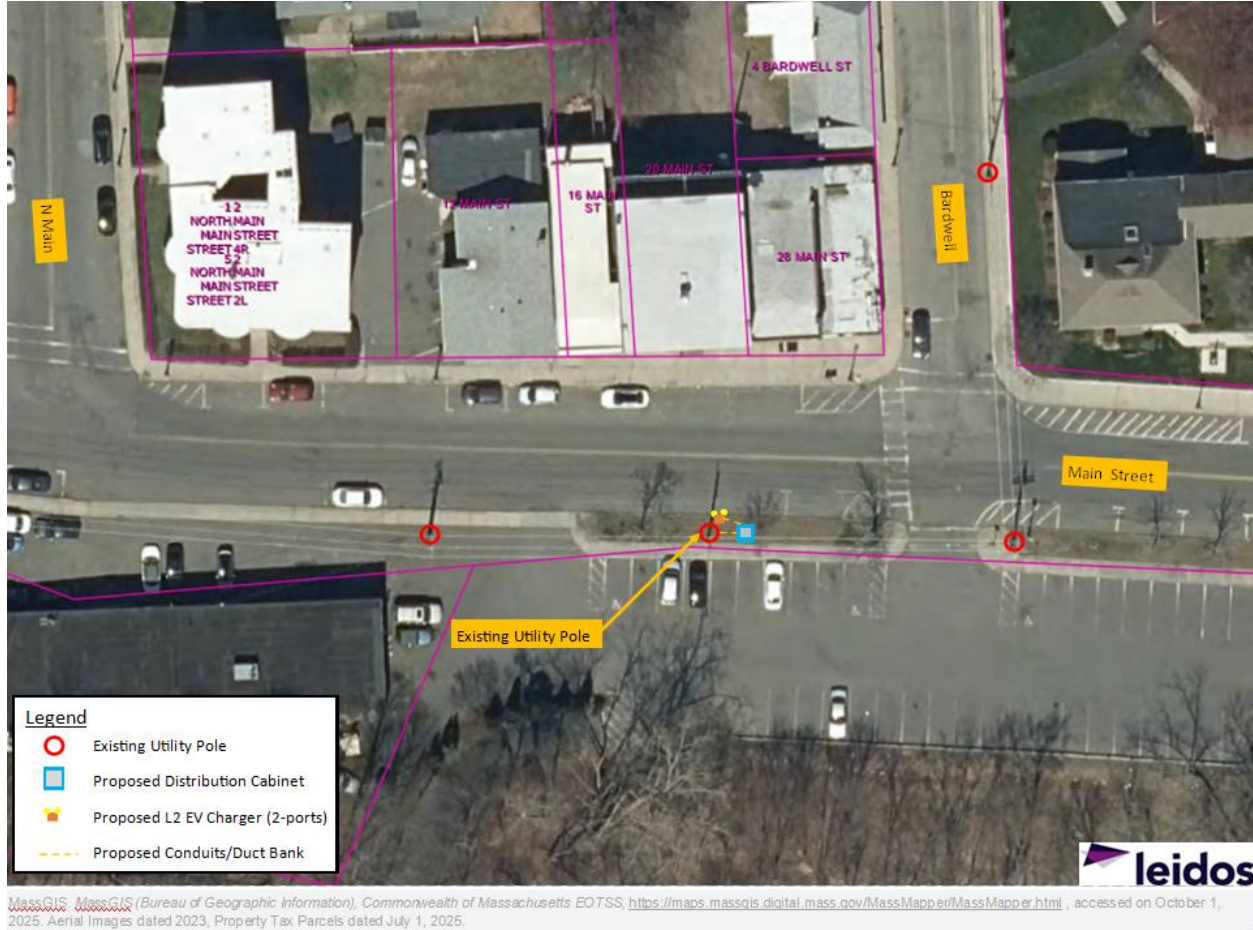 4 BARDWELL ST
20 MAIN ST
16 MAIN
ST
12 MAIN ST
12
NORTH MAIN
MAIN STREET
STREET 4R
52
NORTH MAIN
MAIN STREET
STREET 2L
28 MAIN ST
N Main
Bardwell
Main Street
Existing Utility Pole
Legend
Existing Utility Pole
Proposed Distribution Cabinet
Proposed L2 EV Charger (2-ports)
Proposed Conduits/Duct Bank
leidos
MassGIS MassGIS (Bureau of Geographic Information), Commonwealth of Massachusetts EOTSS, https://maps.massgis.digital.mass.gov/MassMapper/MassMapper.html , accessed on October 1,
2025. Aerial Images dated 2023, Property Tax Parcels dated July 1, 2025.